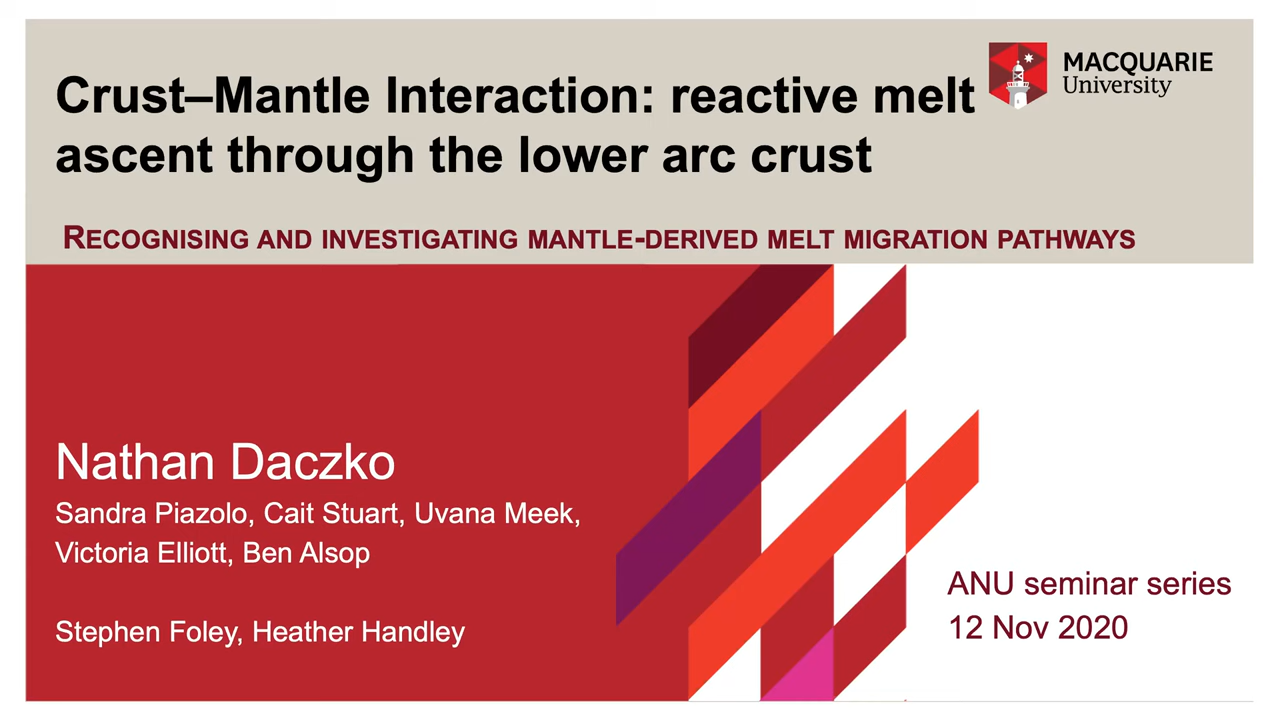 Crust–Mantle Interaction: reactive melt
ascent through the lower arc crust
MACQUARIE
University
RECOGNISING AND INVESTIGATING MANTLE-DERIVED MELT MIGRATION PATHWAYS
Nathan Daczko
Sandra Piazolo, Cait Stuart, Uvana Meek,
Victoria Elliott, Ben Alsop
Stephen Foley, Heather Handley
ANU seminar series
12 Nov 2020